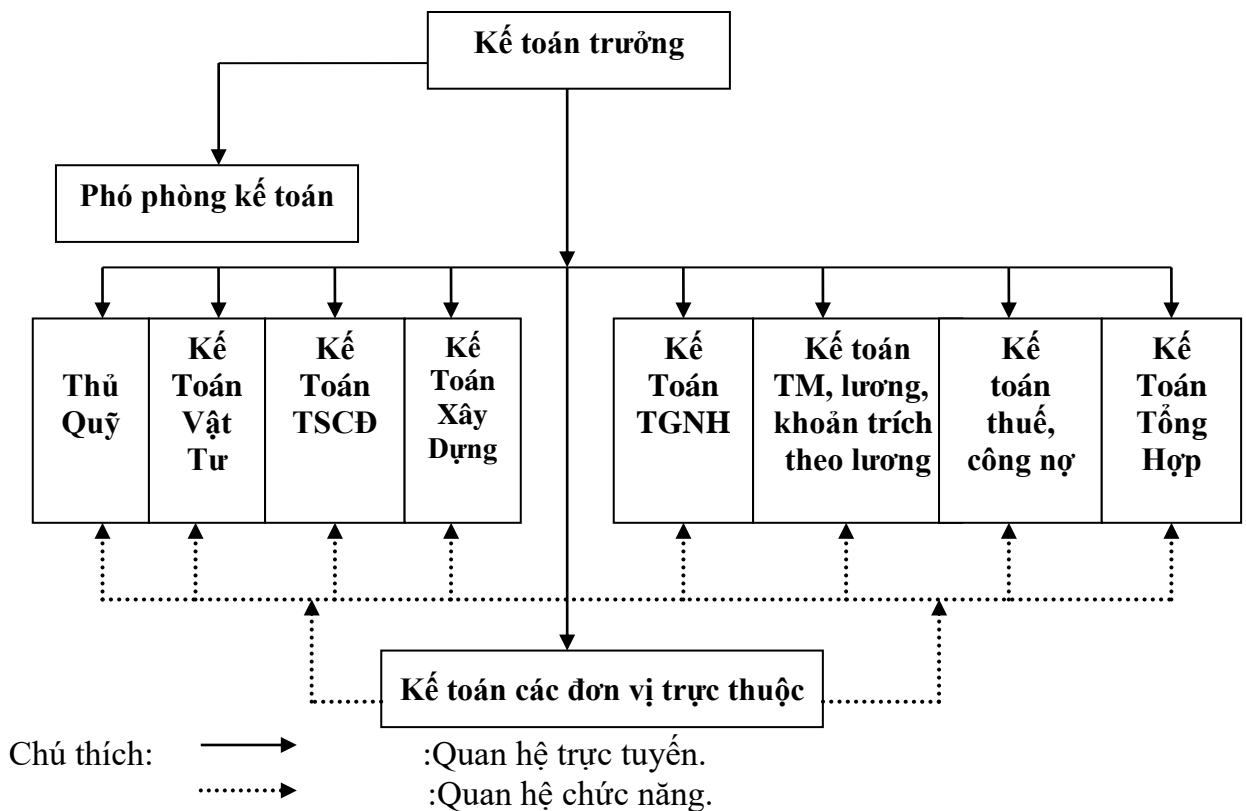 Kế toán trưởng
Phó phòng kế toán
Thủ
Quỹ
Kế
Toán
Vật
Tư
Kế
Toán
TSCĐ
Kế
Toán
Xây
Dựng
Kế
Toán
TGNH
Kế toán
TM, lương,
khoản trích
theo lương
Kế
toán
thuế,
công nợ
Kế
Toán
Tổng
Hợp
Kế toán các đơn vị trực thuộc
Chú thích: :Quan hệ trực tuyến.
:Quan hệ chức năng.